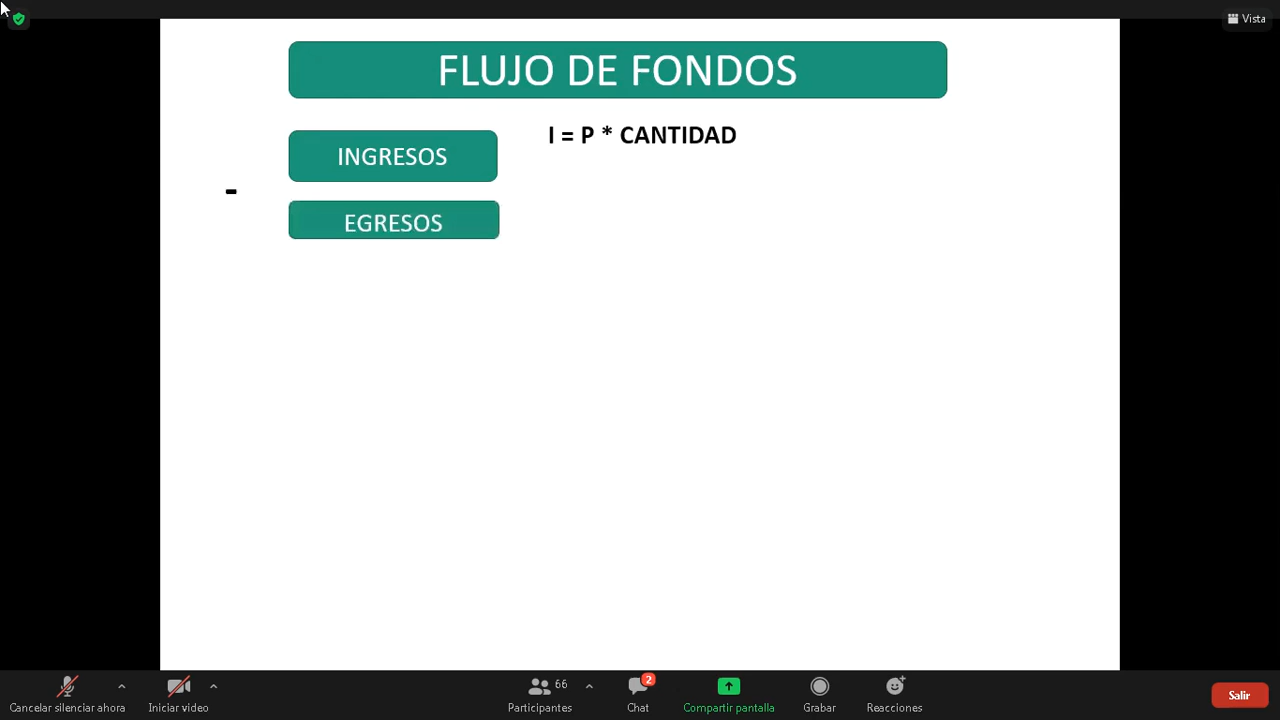 Vista
FLUJO DE FONDOS
I = P * CANTIDAD
INGRESOS
-
EGRESOS
Cancelar silenciar ahora
Iniciar video
66
Participantes
2
Chat
Compartir pantalla
Grabar
Reacciones
Salir